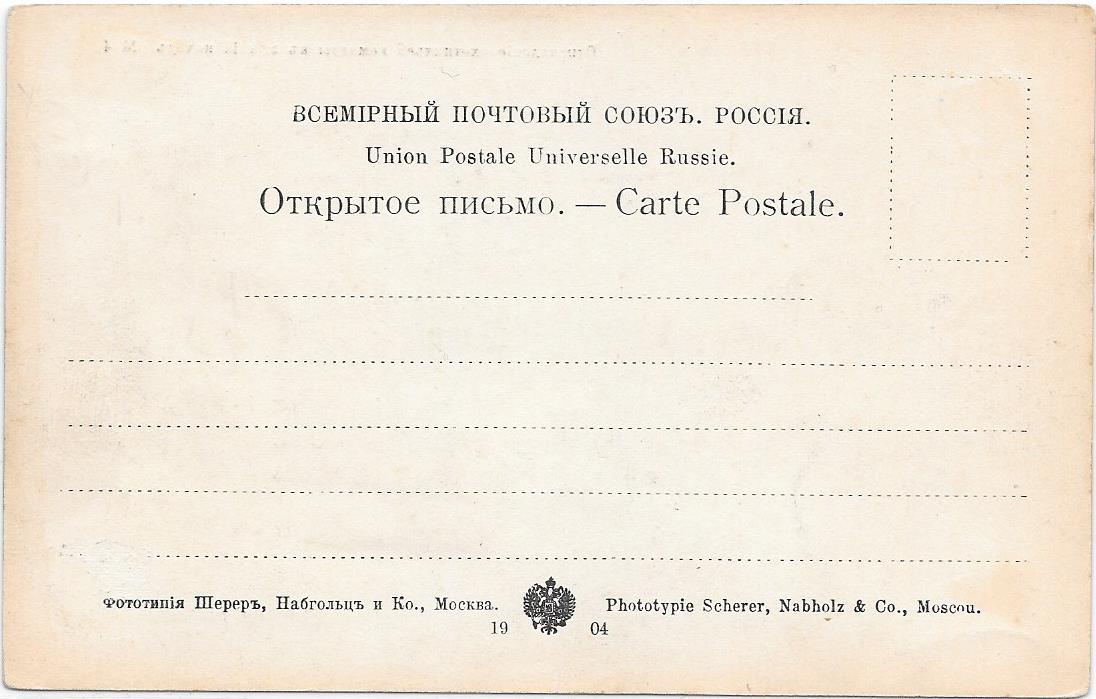 ВСЕМІРНЫЙ ПОЧТОВЫЙ СОЮЗЪ. РОССІЯ.
Union Postale Universelle Russie.
Открытое письмо. — Carte Postale.
Фототипія Шереръ, Набгольцъ и Ко., Москва.
Phototypie Scherer, Nabholz & Co., Moscou.
19 04